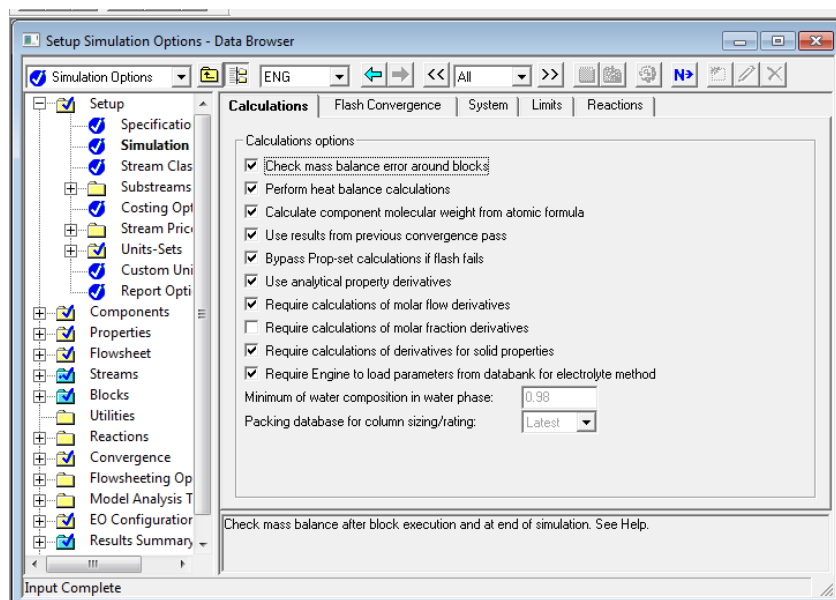 Setup Simulation Options - Data Browser
Simulation Options ENG << All >> N
Calculations Flash Convergence System Limits Reactions
Setup
Specificatio
Simulation
Stream Clas
Substreams
Costing Opt
Stream Pric
Units-Sets
Custom Uni
Report Opti
Components
Properties
Flowsheet
Streams
Blocks
Utilities
Reactions
Convergence
Flowsheeting Op
Model Analysis T
EO Configuration
Results Summary
Calculations options
Check mass balance error around blocks
Perform heat balance calculations
Calculate component molecular weight from atomic formula
Use results from previous convergence pass
Bypass Prop-set calculations if flash fails
Use analytical property derivatives
Require calculations of molar flow derivatives
Require calculations of molar fraction derivatives
Require calculations of derivatives for solid properties
Require Engine to load parameters from databank for electrolyte method
Minimum of water composition in water phase: 0.98
Packing database for column sizing/rating: Latest
Check mass balance after block execution and at end of simulation. See Help.
Input Complete